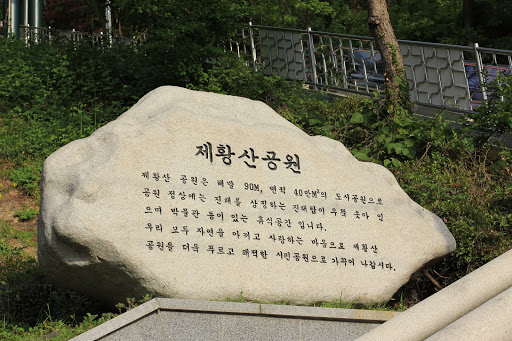 제황산공원
제황산 공원은 해발 90M, 면적 40만M²의 도시공원으로
공원 정상에는 진해를 상징하는 진해탑이 우뚝 솟아 있
으며 박물관 등이 있는 휴식공간 입니다.
우리 모두 자연을 아끼고 사랑하는 마음으로 제황산
공원을 더욱 푸르고 쾌적한 시민공원으로 가꾸어 나갑시다.